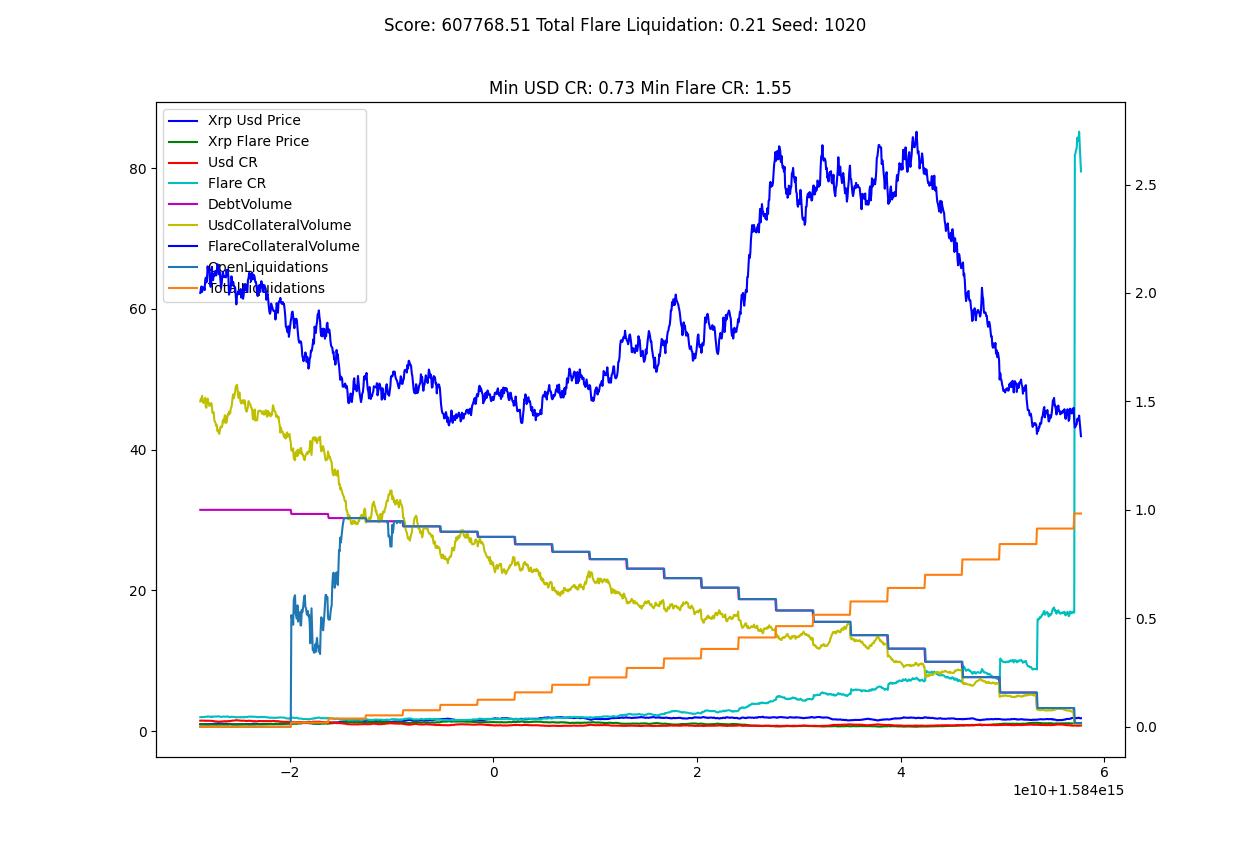 Score: 607768.51 Total Flare Liquidation: 0.21 Seed: 1020
Min USD CR: 0.73 Min Flare CR: 1.55
Xrp Usd Price
Xrp Flare Price
Usd CR
Flare CR
DebtVolume
UsdCollateralVolume
FlareCollateralVolume
OpenLiquidations
TotalLiquidations
80
60
40
20
0
2.5
2.0
1.5
1.0
0.5
0.0
−2 0 2 4 6
1e10+1.584e15